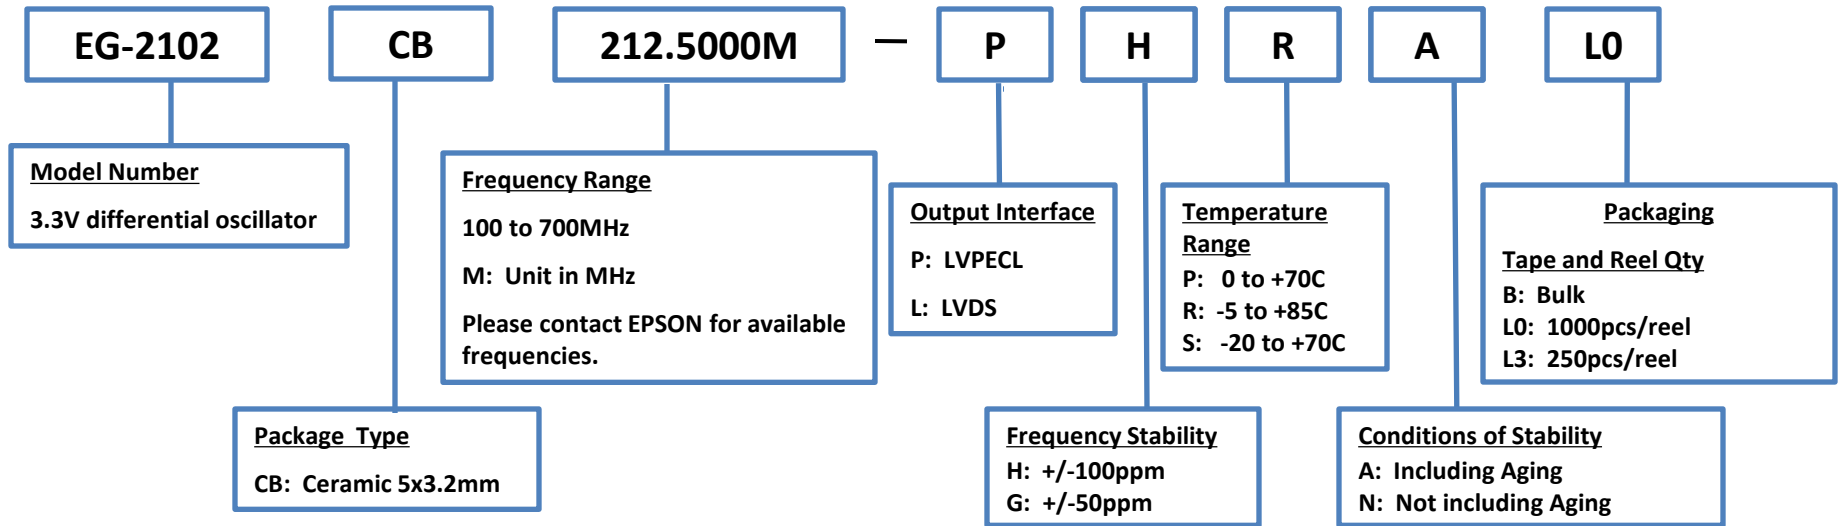 EG-2102 CB 212.5000M — P H R A L0
Model Number
3.3V differential oscillator
Frequency Range
100 to 700MHz
M: Unit in MHz
Please contact EPSON for available
frequencies.
Output Interface
P: LVPECL
L: LVDS
Temperature
Range
P: 0 to +70C
R: -5 to +85C
S: -20 to +70C
Packaging
Tape and Reel Qty
B: Bulk
L0: 1000pcs/reel
L3: 250pcs/reel
Package Type
CB: Ceramic 5x3.2mm
Frequency Stability
H: +/-100ppm
G: +/-50ppm
Conditions of Stability
A: Including Aging
N: Not including Aging